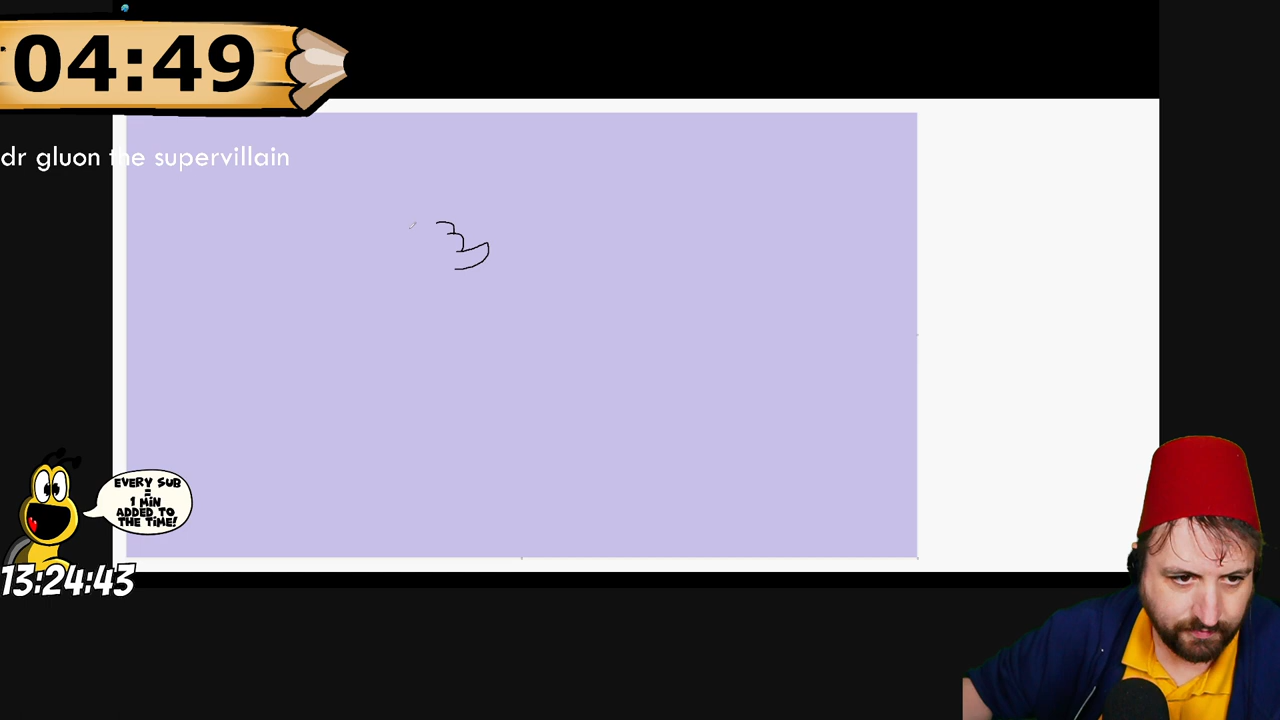 04:49
dr gluon the supervillain
EVERY SUB
=
1 MIN
ADDED TO
THE TIME!
13:24:43